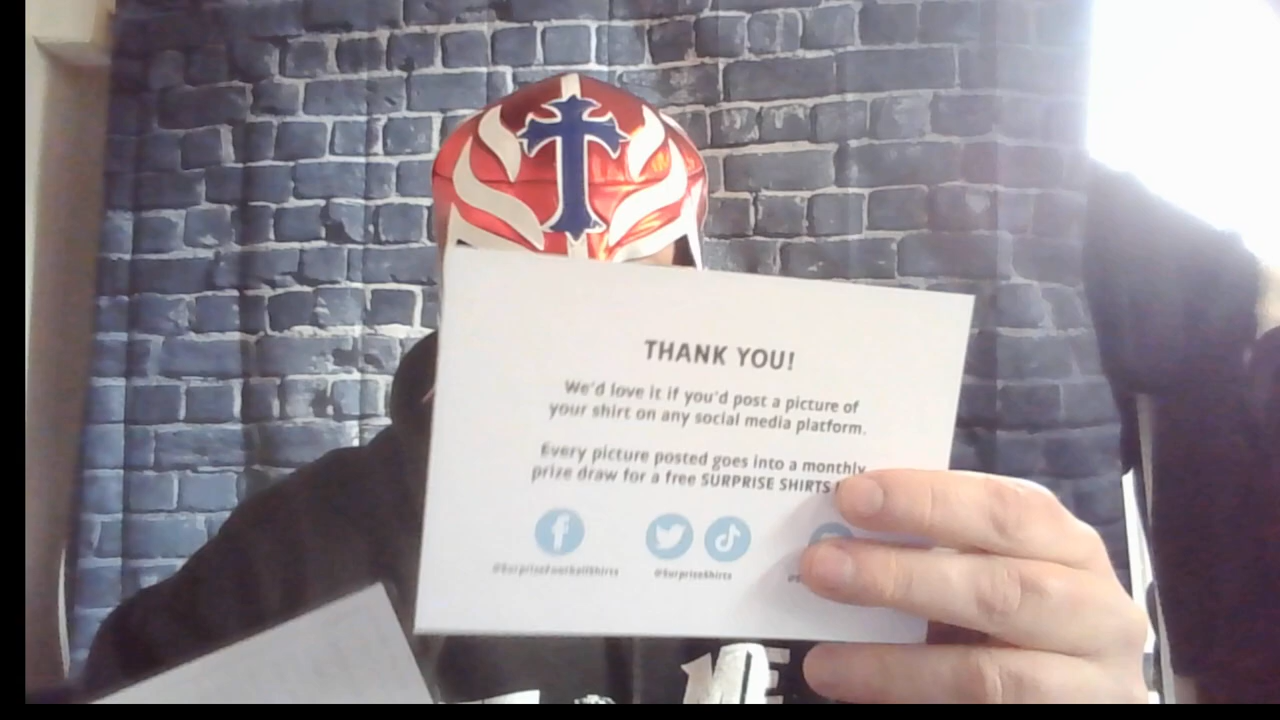 THANK YOU!
We'd love it if you'd post a picture of
your shirt on any social media platform.
Every picture posted goes into a monthly
prize draw for a free SURPRISE SHIRTS
@SurpriseFootballShirts
@SurpriseShirts